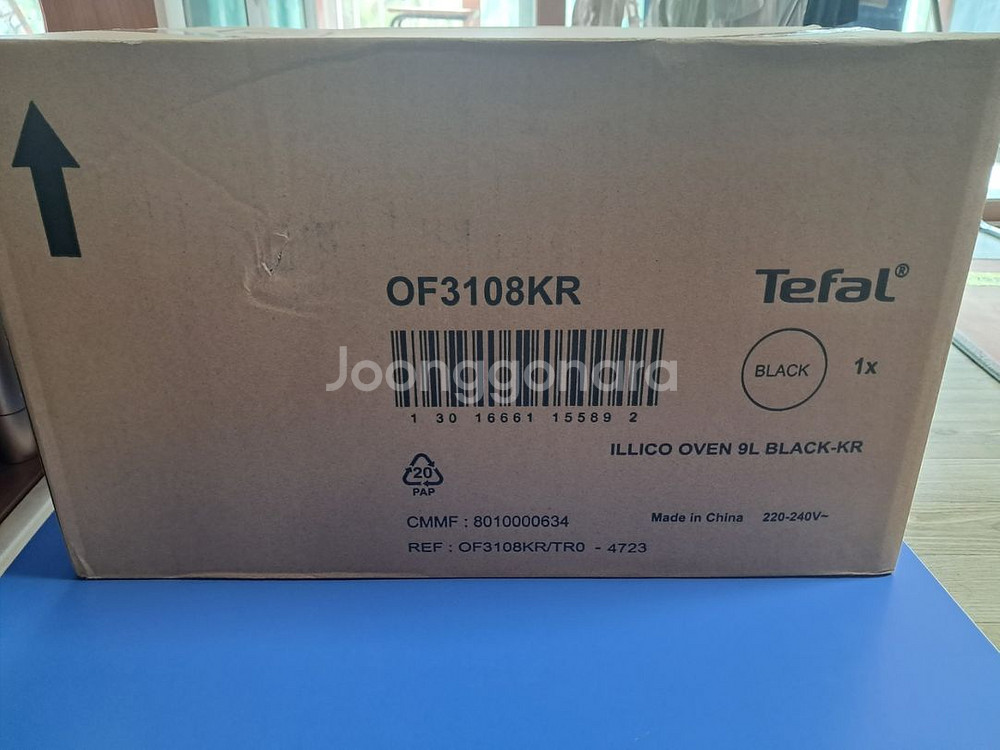 OF3108KR
Tefal®
Joonggonara
BLACK
1x
1 30 16661 15589 2
ILLICO OVEN 9L BLACK-KR
20
PAP
CMMF : 8010000634
Made in China 220-240V~
REF : OF3108KR/TR0 - 4723